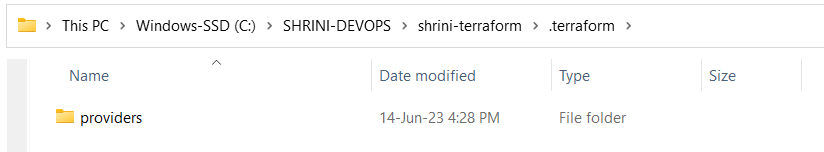 This PC > Windows-SSD (C:) > SHRINI-DEVOPS > shrini-terraform > .terraform >
Name Date modified Type Size
providers 14-Jun-23 4:28 PM File folder